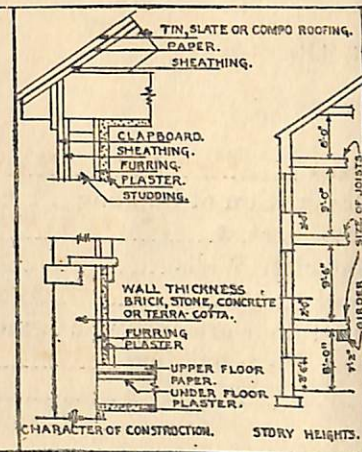 TIN, SLATE OR COMPO ROOFING.
PAPER.
SHEATHING.
CLAPBOARD.
SHEATHING.
FURRING.
PLASTER.
STUDDING.
WALL THICKNESS
BRICK, STONE, CONCRETE
OR TERRA-COTTA.
FURRING
PLASTER
UPPER FLOOR
PAPER.
UNDER FLOOR
PLASTER.
CHARACTER OF CONSTRUCTION.
8'-0"
9'-0"
9'-6"
8'-0"
SIZE OF JOISTS
GIRDER
STORY HEIGHTS.